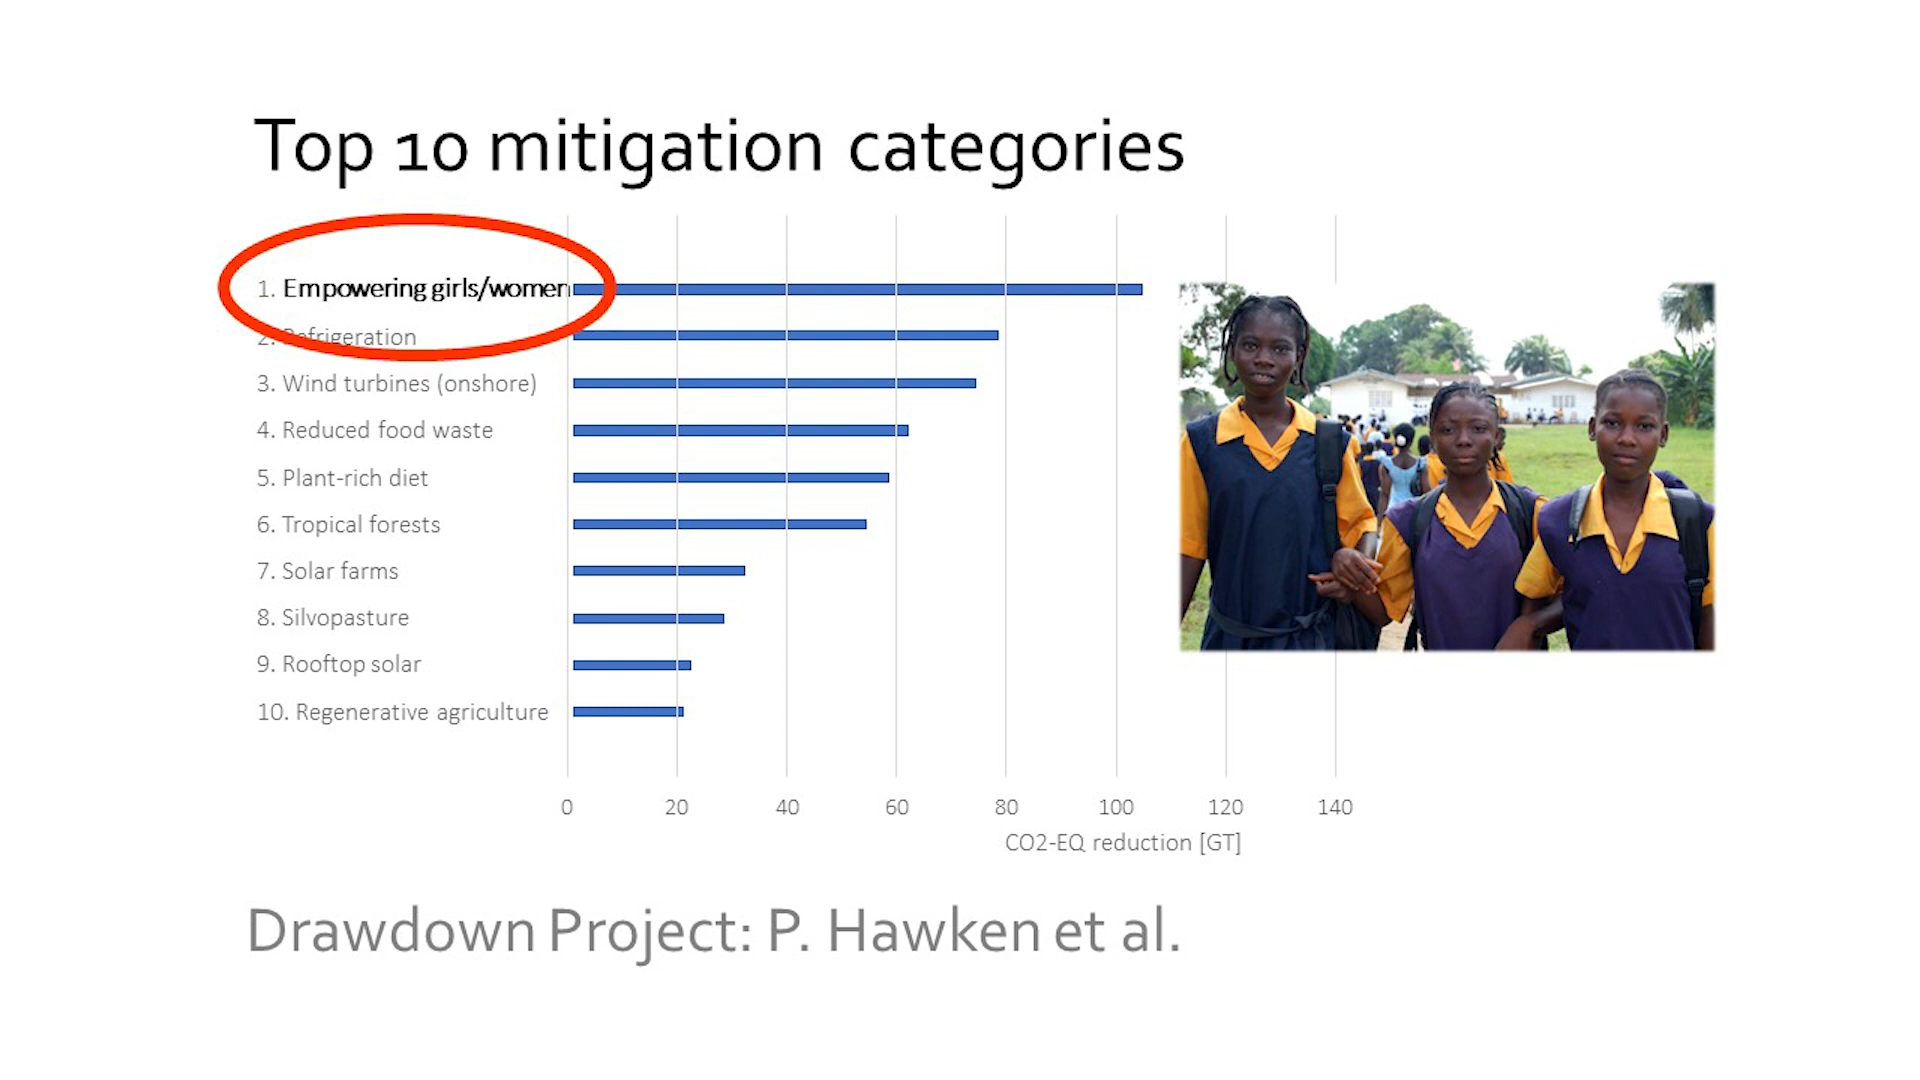 Top 10 mitigation categories
1. Empowering girls/women
2. Refrigeration
3. Wind turbines (onshore)
4. Reduced food waste
5. Plant-rich diet
6. Tropical forests
7. Solar farms
8. Silvopasture
9. Rooftop solar
10. Regenerative agriculture
0 20 40 60 80 100 120 140
CO2-EQ reduction [GT]
Drawdown Project: P. Hawken et al.